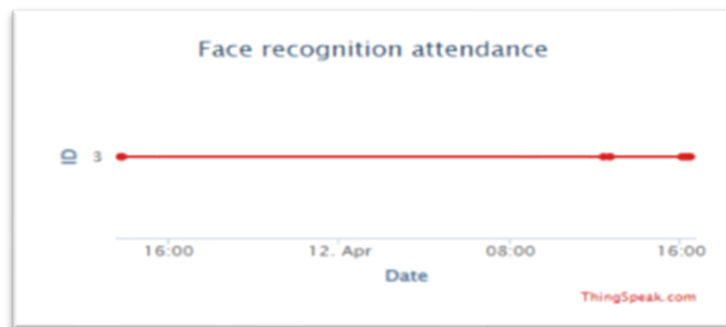 Face recognition attendance
ID
3
16:00 12. Apr 08:00 16:00
Date
ThingSpeak.com